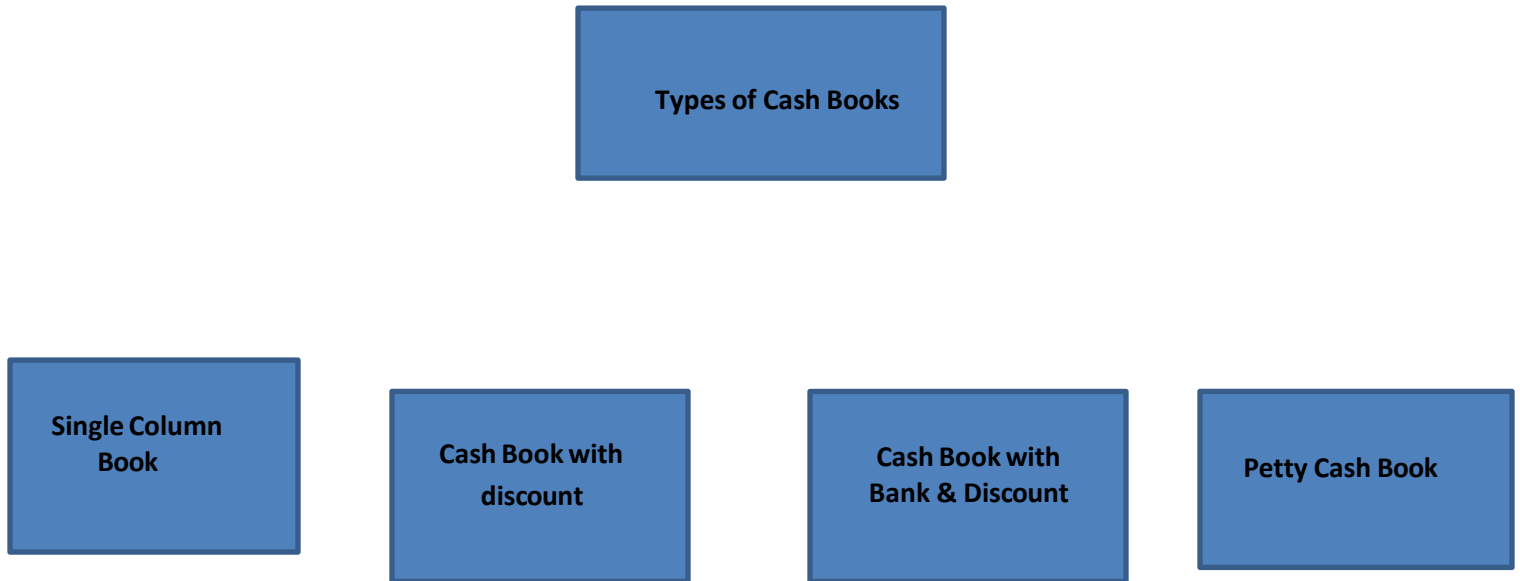 Types of Cash Books
Single Column
Book
Cash Book with
discount
Cash Book with
Bank & Discount
Petty Cash Book